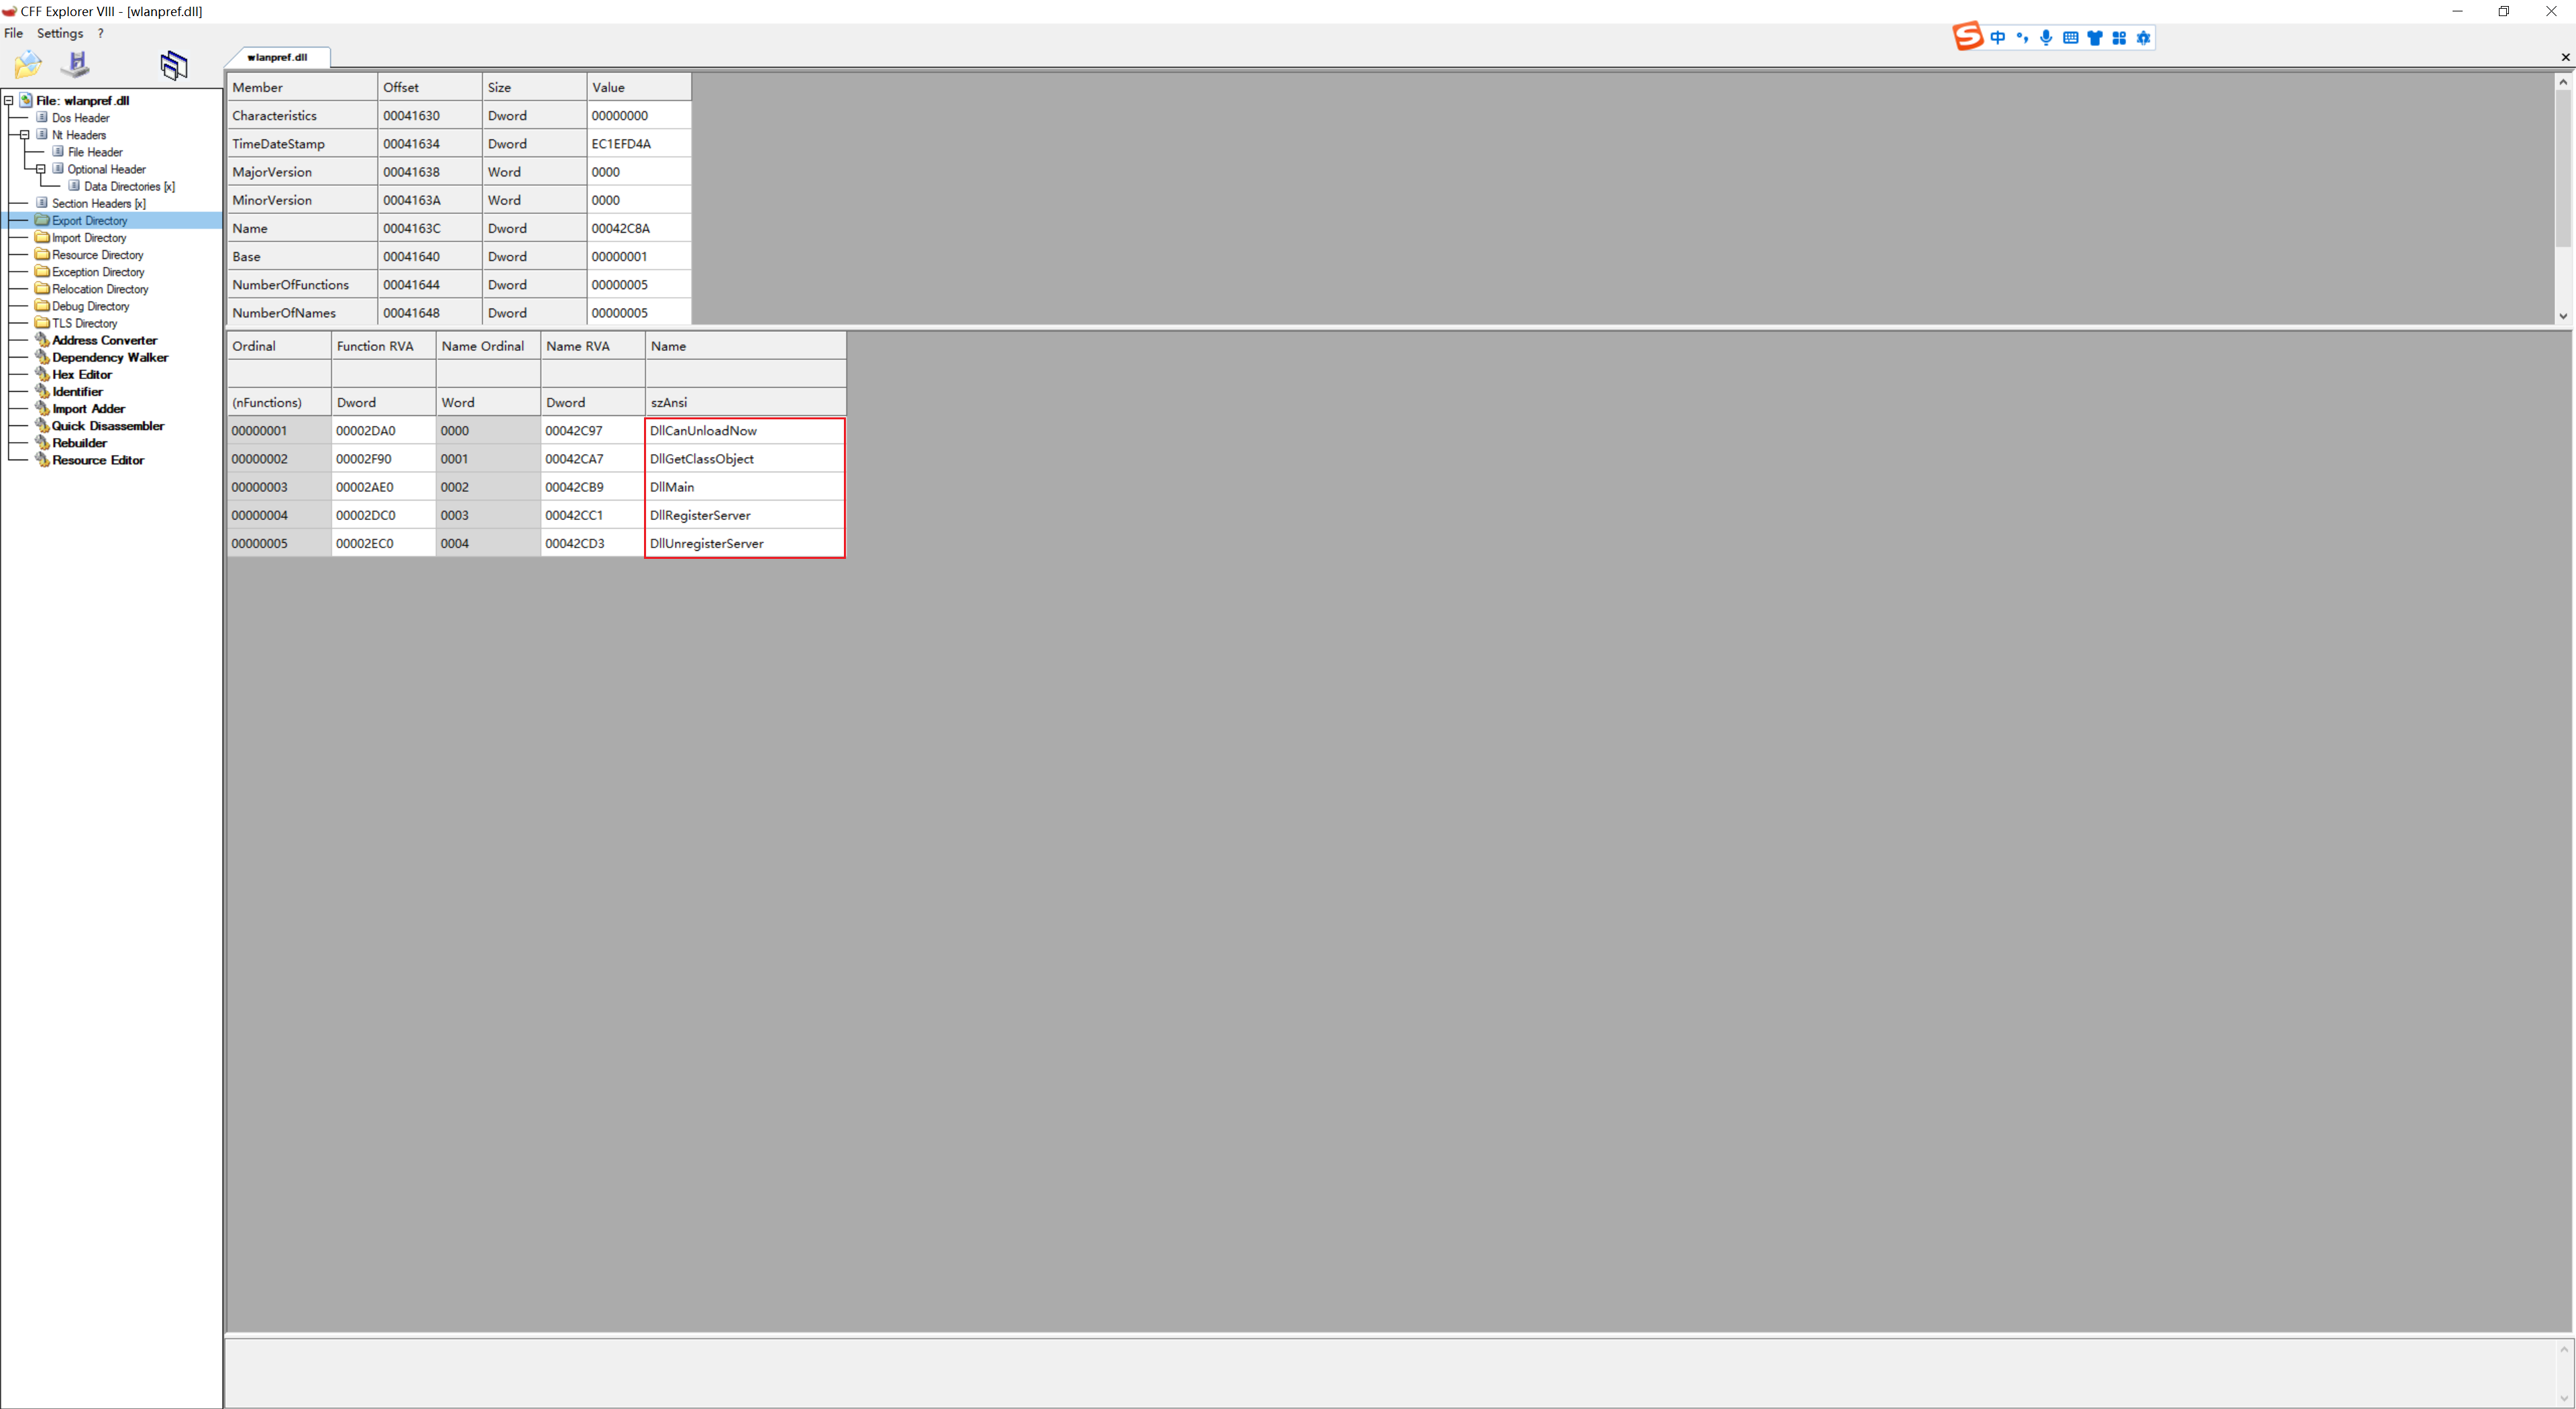 CFF Explorer VIII - [wlanpref.dll]
File Settings ?
中
wlanpref.dll
File: wlanpref.dll
Dos Header
Nt Headers
File Header
Optional Header
Data Directories [x]
Section Headers [x]
Export Directory
Import Directory
Resource Directory
Exception Directory
Relocation Directory
Debug Directory
TLS Directory
Address Converter
Dependency Walker
Hex Editor
Identifier
Import Adder
Quick Disassembler
Rebuilder
Resource Editor
Member Offset Size Value
Characteristics 00041630 Dword 00000000
TimeDateStamp 00041634 Dword EC1EFD4A
MajorVersion 00041638 Word 0000
MinorVersion 0004163A Word 0000
Name 0004163C Dword 00042C8A
Base 00041640 Dword 00000001
NumberOfFunctions 00041644 Dword 00000005
NumberOfNames 00041648 Dword 00000005
Ordinal Function RVA Name Ordinal Name RVA Name
(nFunctions) Dword Word Dword szAnsi
00000001 00002DA0 0000 00042C97 DllCanUnloadNow
00000002 00002F90 0001 00042CA7 DllGetClassObject
00000003 00002AE0 0002 00042CB9 DllMain
00000004 00002DC0 0003 00042CC1 DllRegisterServer
00000005 00002EC0 0004 00042CD3 DllUnregisterServer